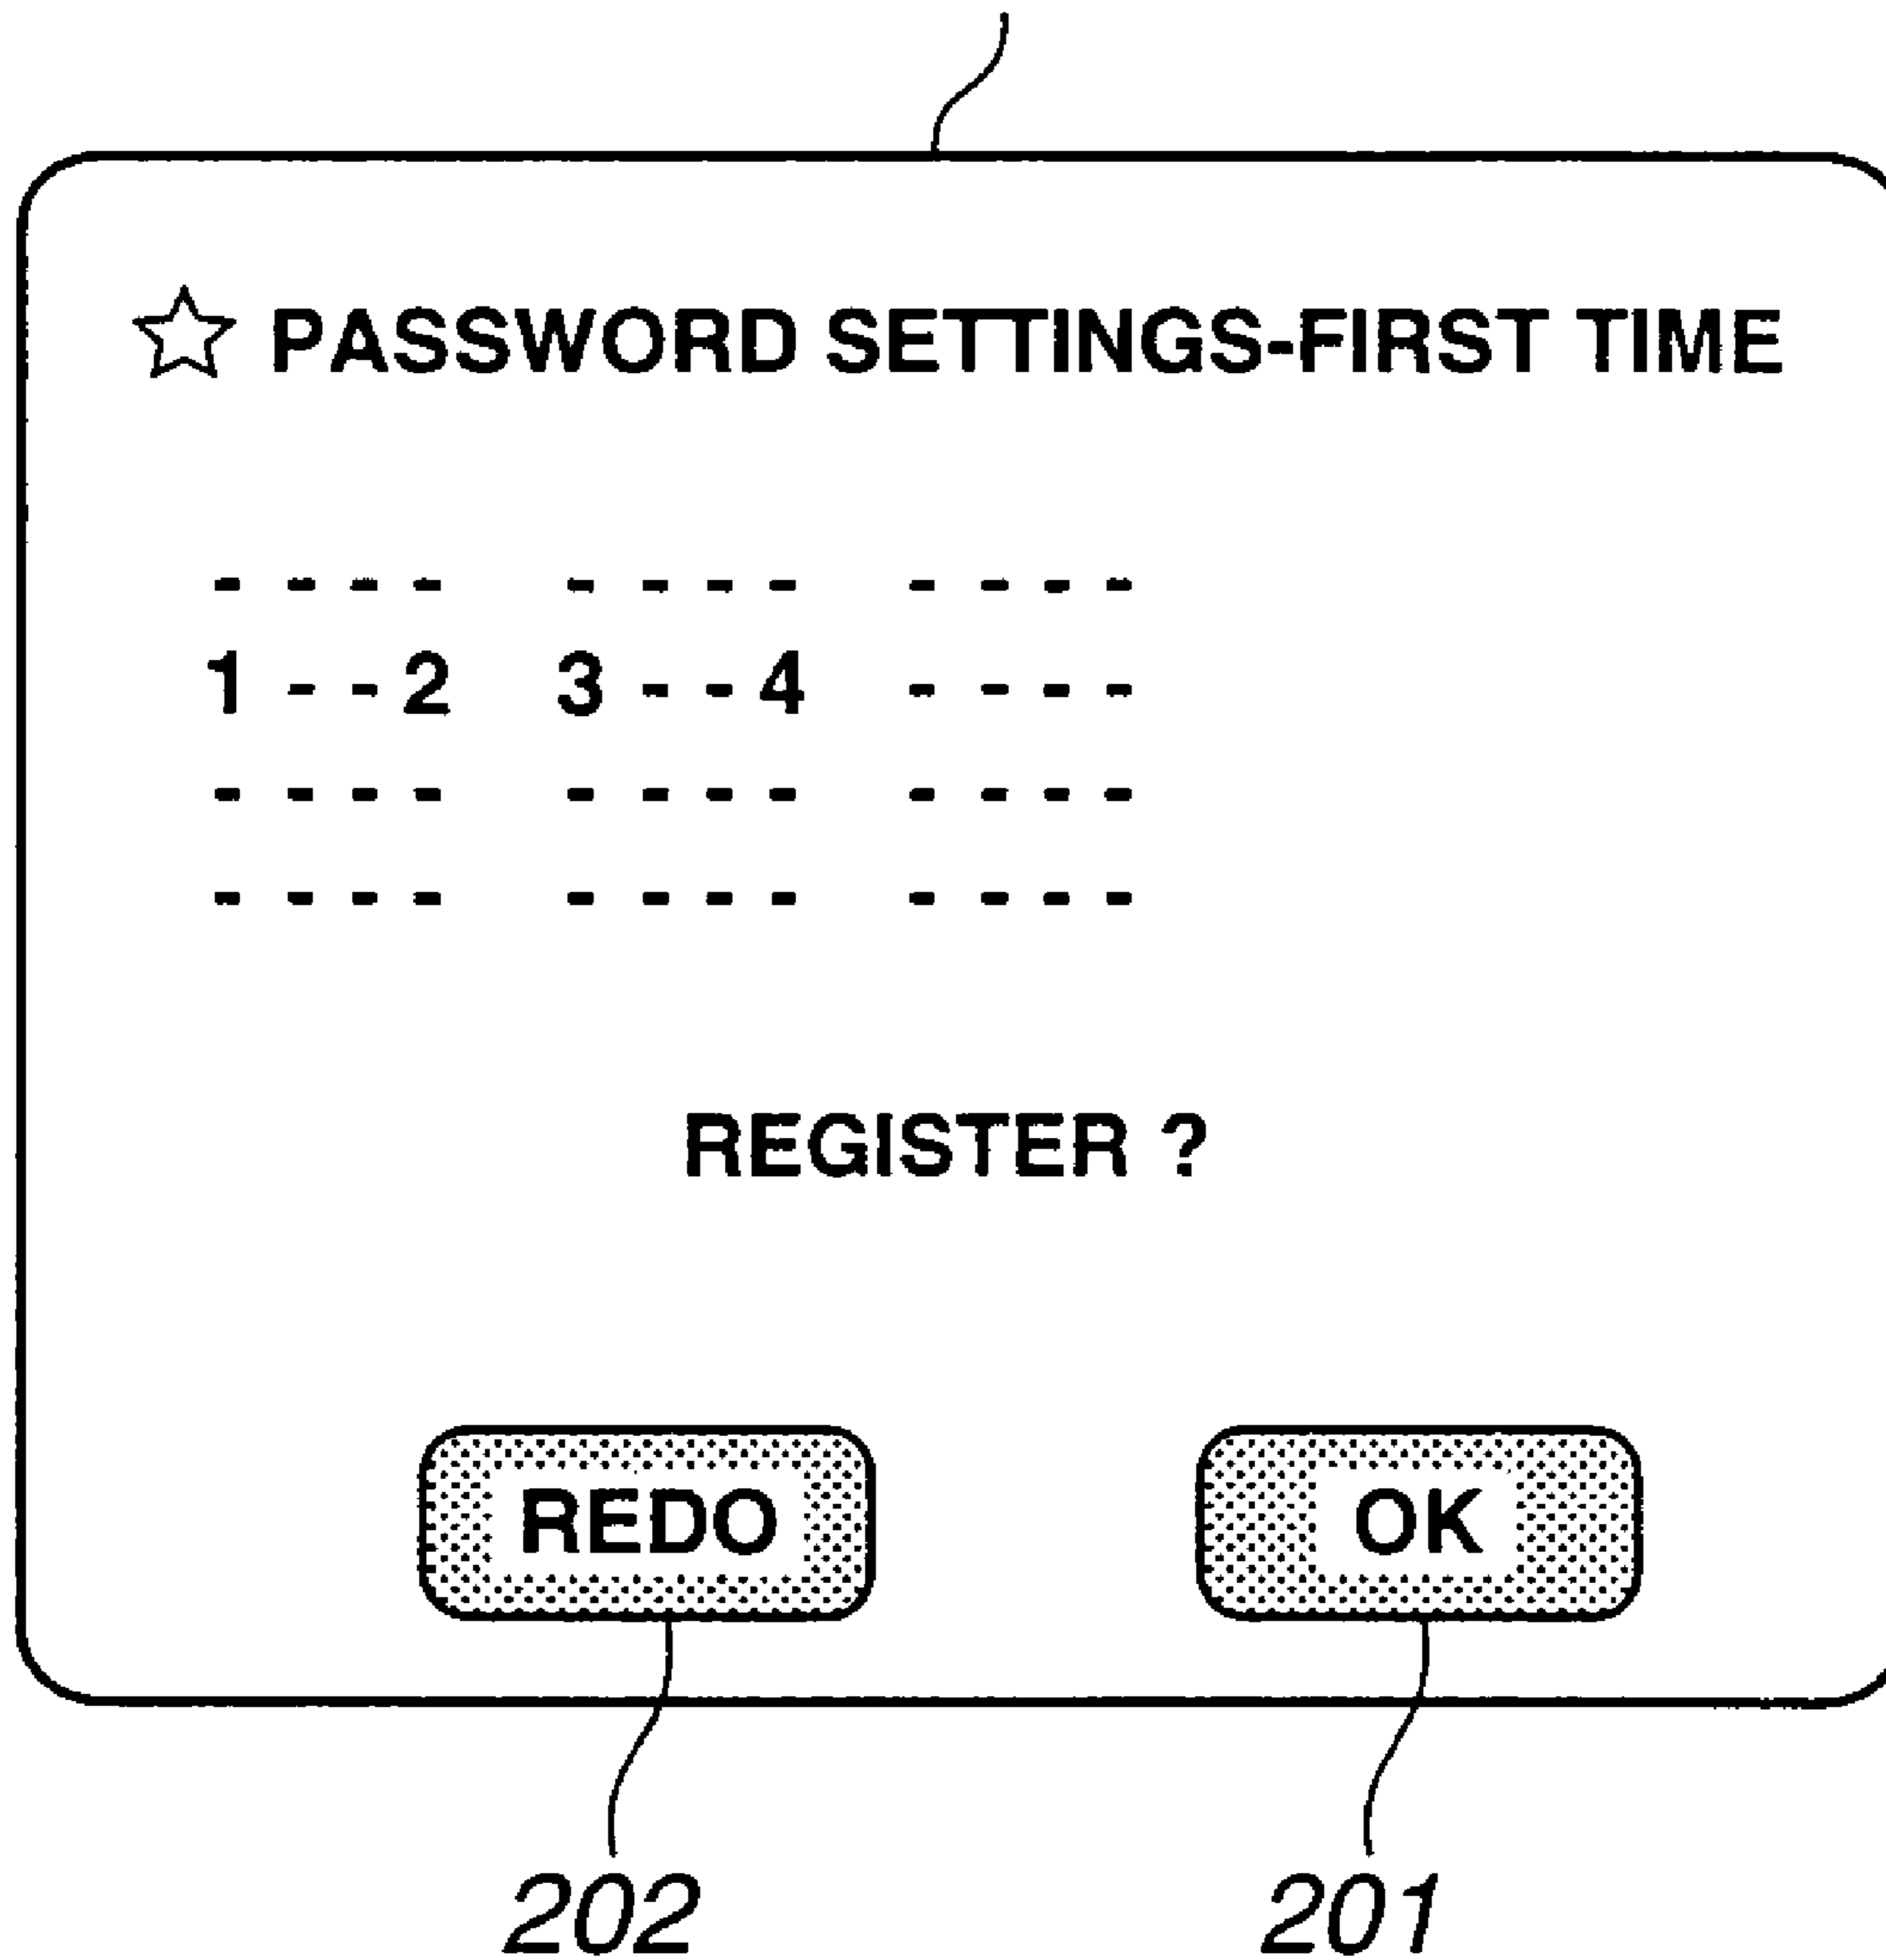 ☆ PASSWORD SETTINGS-FIRST TIME
- - - - - - - - - - - -
1 - - 2 3 - - 4 - - - -
- - - - - - - - - - - -
- - - - - - - - - - - -
REGISTER ?
REDO OK
202 201